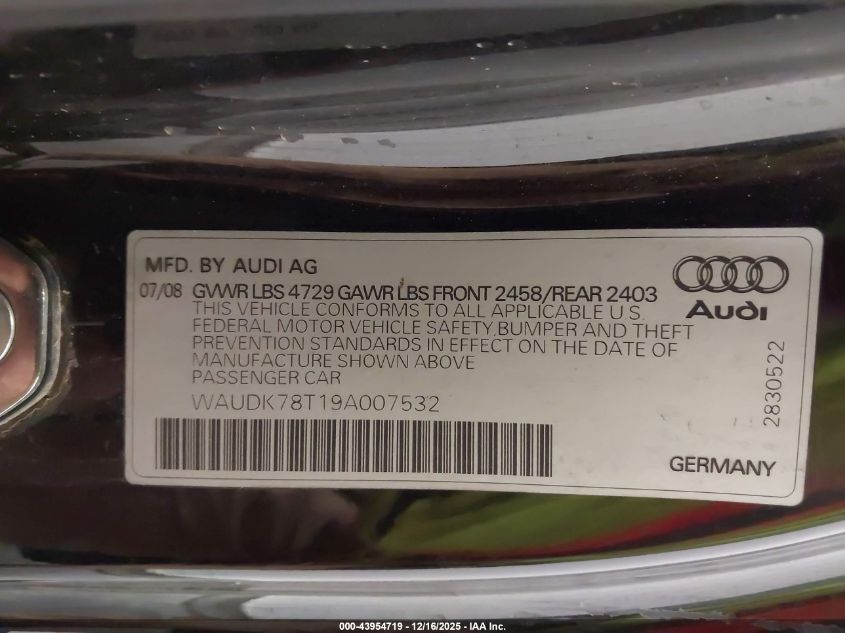 MFD. BY AUDI AG
07/08 GVWR LBS 4729 GAWR LBS FRONT 2458/REAR 2403
THIS VEHICLE CONFORMS TO ALL APPLICABLE U.S.
FEDERAL MOTOR VEHICLE SAFETY,BUMPER AND THEFT
PREVENTION STANDARDS IN EFFECT ON THE DATE OF
MANUFACTURE SHOWN ABOVE
PASSENGER CAR
WAUDK78T19A007532
Audi
2830522
GERMANY
000-43954719 - 12/16/2025 - IAA Inc.